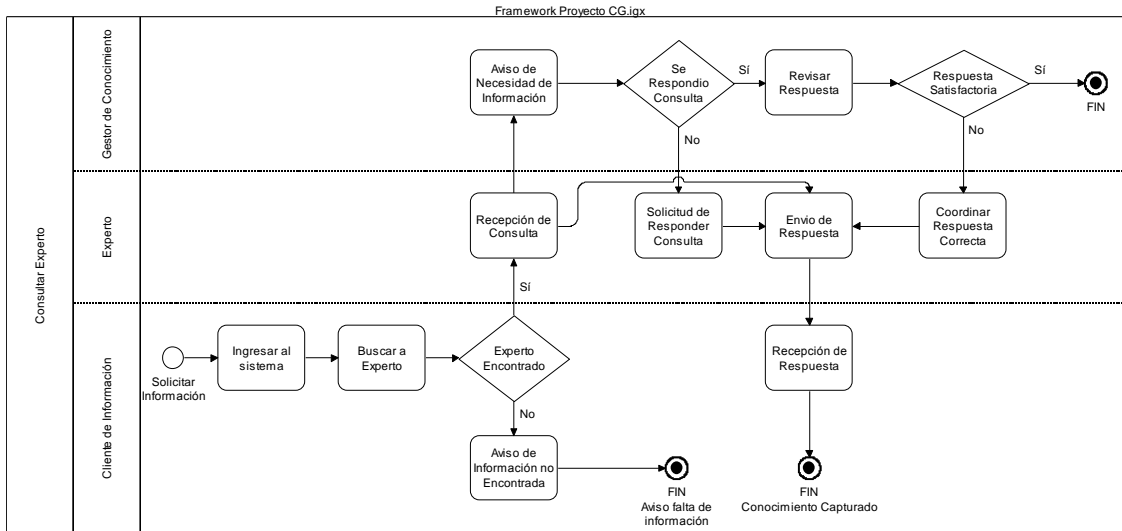 Framework Proyecto CG.igx
Consultar Experto
Gestor de Conocimiento
Aviso de
Necesidad de
Información
Se
Respondio
Consulta
Sí
Revisar
Respuesta
Respuesta
Satisfactoria
Sí
FIN
No
No
Experto
Recepción de
Consulta
Solicitud de
Responder
Consulta
Envio de
Respuesta
Coordinar
Respuesta
Correcta
Sí
Cliente de Información
Solicitar
Información
Ingresar al
sistema
Buscar a
Experto
Experto
Encontrado
Recepción de
Respuesta
No
Aviso de
Información no
Encontrada
FIN
Aviso falta de
información
FIN
Conocimiento Capturado